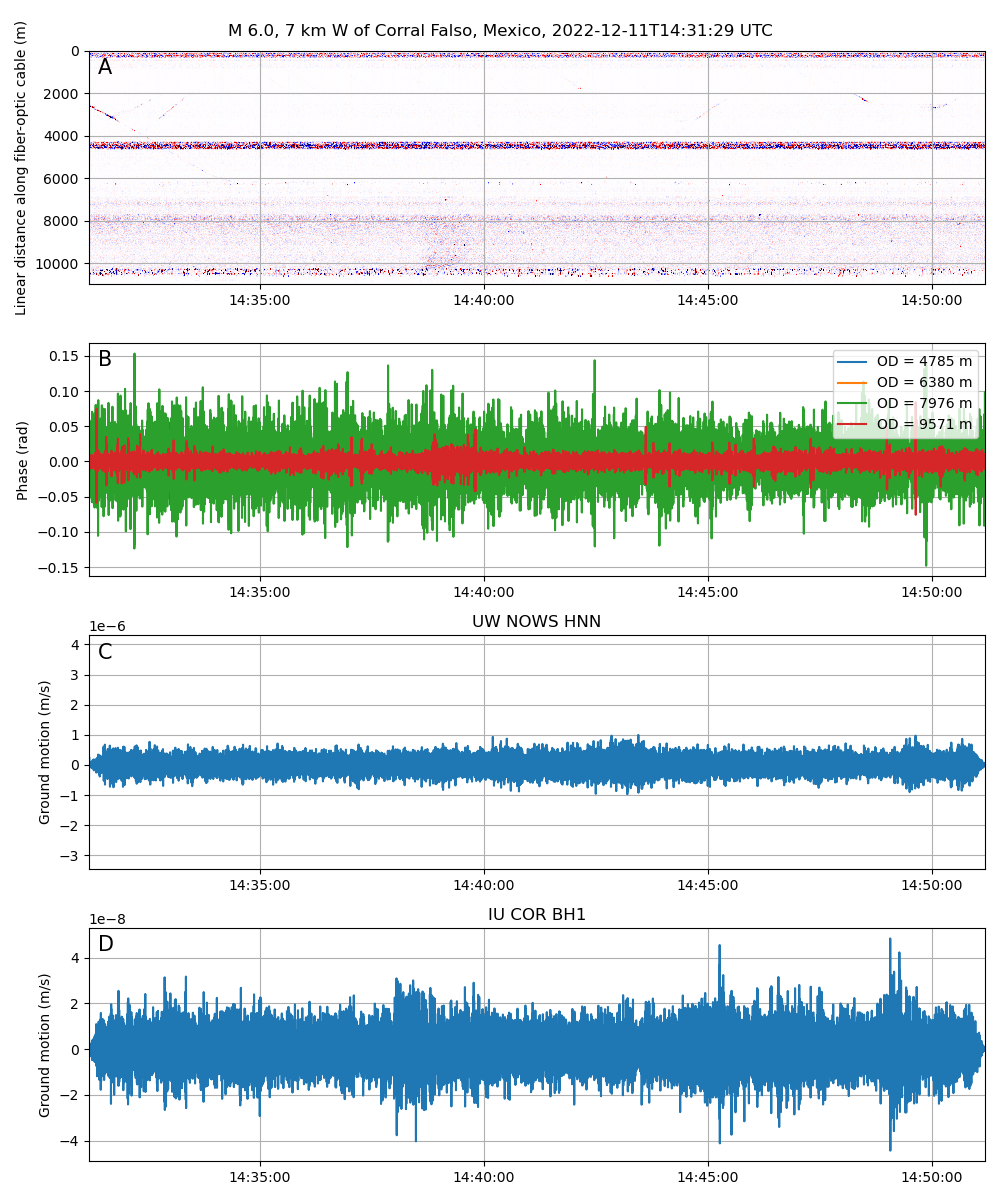 M 6.0, 7 km W of Corral Falso, Mexico, 2022-12-11T14:31:29 UTC
Linear distance along fiber-optic cable (m)
A
0
2000
4000
6000
8000
10000
14:35:00 14:40:00 14:45:00 14:50:00
Phase (rad)
B
0.15
0.10
0.05
0.00
−0.05
−0.10
−0.15
OD = 4785 m
OD = 6380 m
OD = 7976 m
OD = 9571 m
14:35:00 14:40:00 14:45:00 14:50:00
UW NOWS HNN
1e−6
Ground motion (m/s)
C
4
3
2
1
0
−1
−2
−3
14:35:00 14:40:00 14:45:00 14:50:00
IU COR BH1
1e−8
Ground motion (m/s)
D
4
2
0
−2
−4
14:35:00 14:40:00 14:45:00 14:50:00